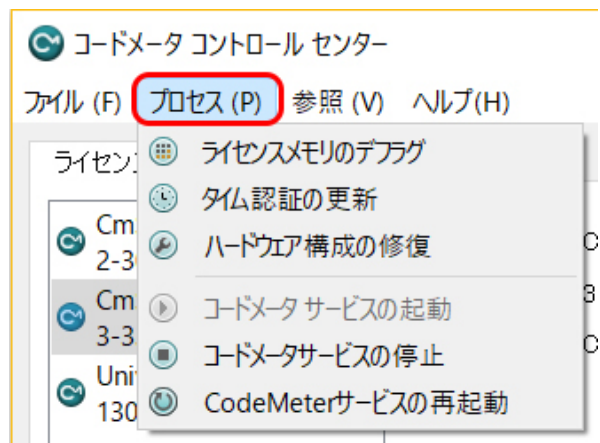 コードメータ コントロール センター
ファイル (F) プロセス (P) 参照 (V) ヘルプ(H)
ライセンス
ライセンスメモリのデフラグ
タイム認証の更新
Cm
2-3
ハードウェア構成の修復
Cm
3-3
コードメータ サービスの起動
3
コードメータサービスの停止
Uni
130
CodeMeterサービスの再起動